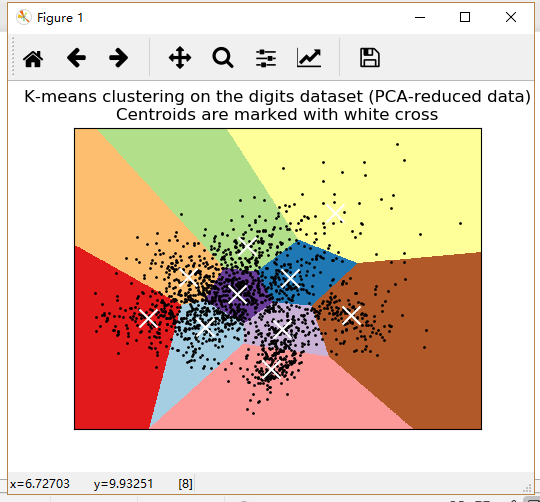 Figure 1
K-means clustering on the digits dataset (PCA-reduced data)
Centroids are marked with white cross
x=6.72703 y=9.93251 [8]